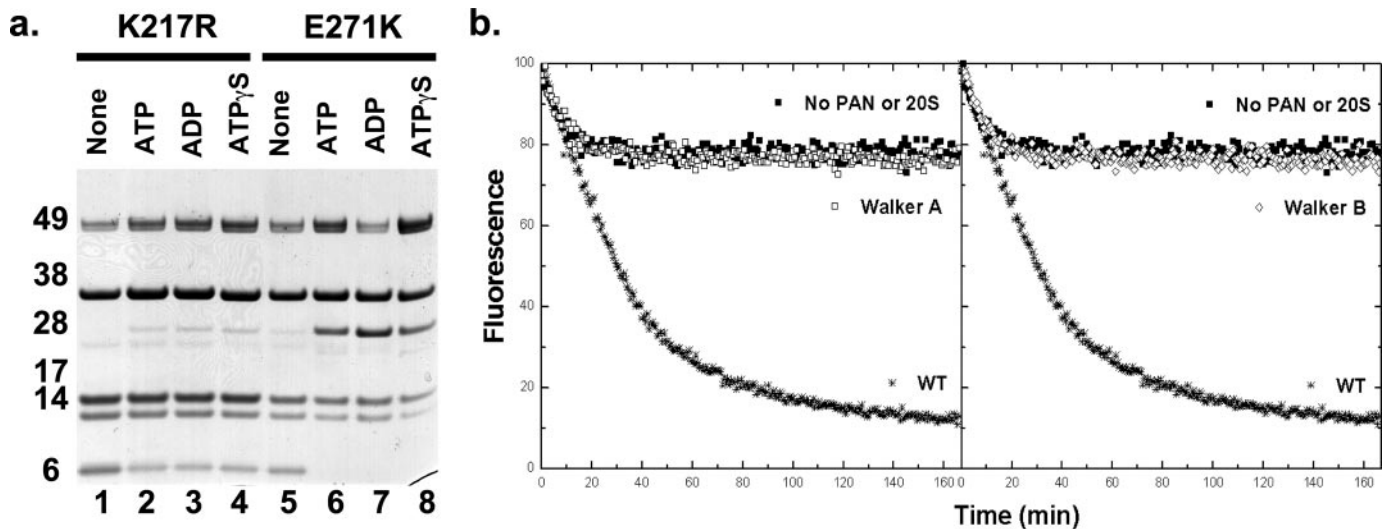 a.
K217R E271K
None ATP ADP ATPγS None ATP ADP ATPγS
49
38
28
17
14
6
1 2 3 4 5 6 7 8
b.
Fluorescence
100
80
60
40
20
0
No PAN or 20S
Walker A
WT
0 20 40 60 80 100 120 140 160
No PAN or 20S
Walker B
WT
0 20 40 60 80 100 120 140 160
Time (min)